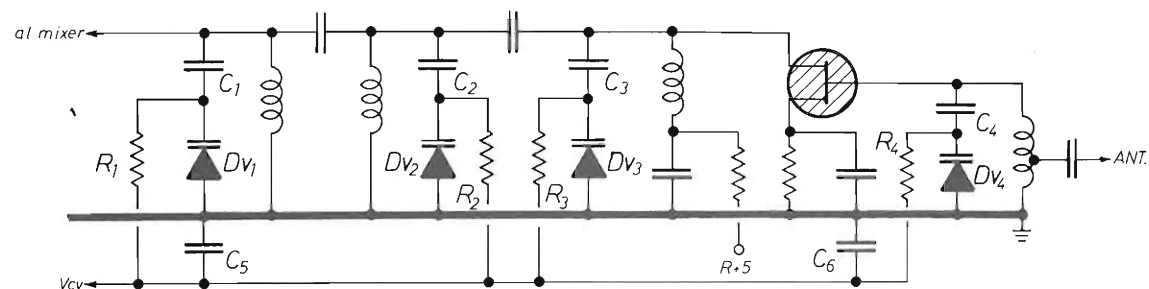 al mixer
C1
C2
C3
C4
R1
Dv1
Dv2
R2
R3
Dv3
R4
Dv4
ANT.
C5
R+5
C6
Vcv